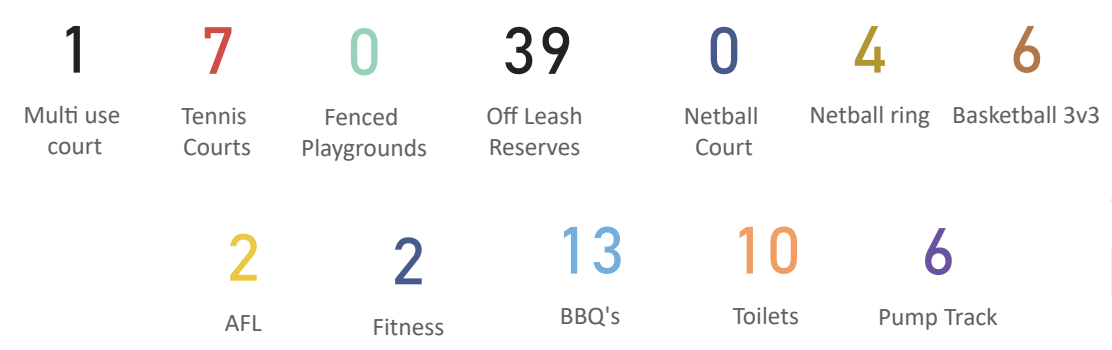 1 7 0 39 0 4 6
Multi use Tennis Fenced Off Leash Netball Netball ring Basketball 3v3
court Courts Playgrounds Reserves Court
2 2 13 10 6
AFL Fitness BBQ's Toilets Pump Track